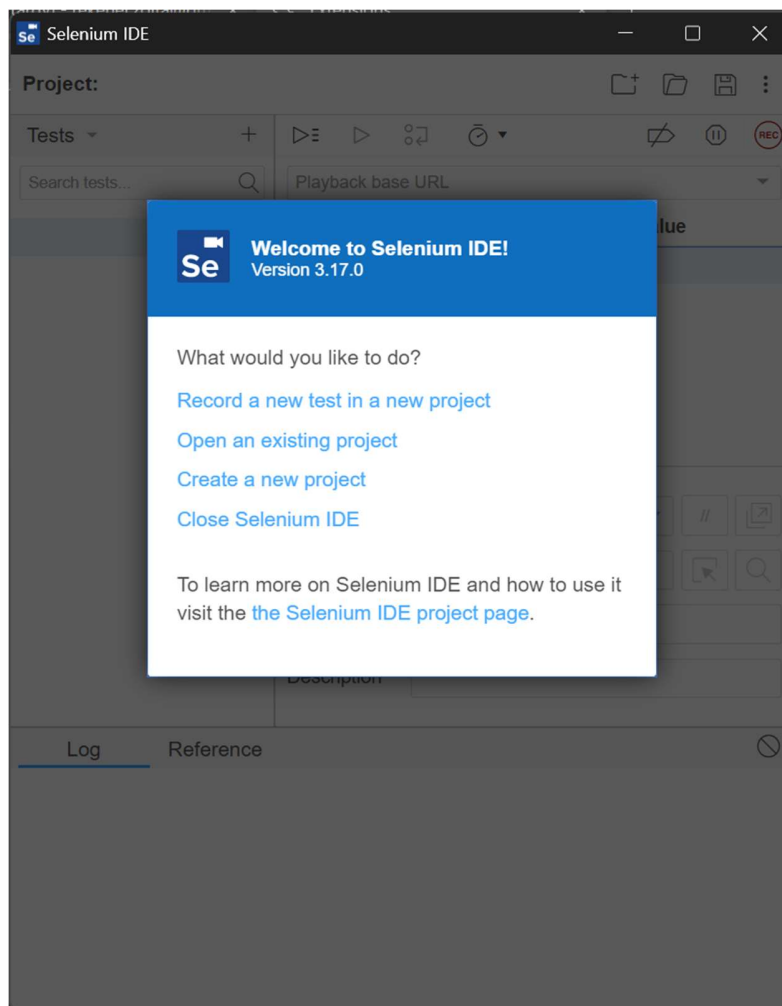 Se Selenium IDE
Project:
Tests
REC
Search tests...
Playback base URL
lue
Se
Welcome to Selenium IDE!
Version 3.17.0
What would you like to do?
Record a new test in a new project
Open an existing project
Create a new project
Close Selenium IDE
//
To learn more on Selenium IDE and how to use it
visit the the Selenium IDE project page.
Description
Log Reference